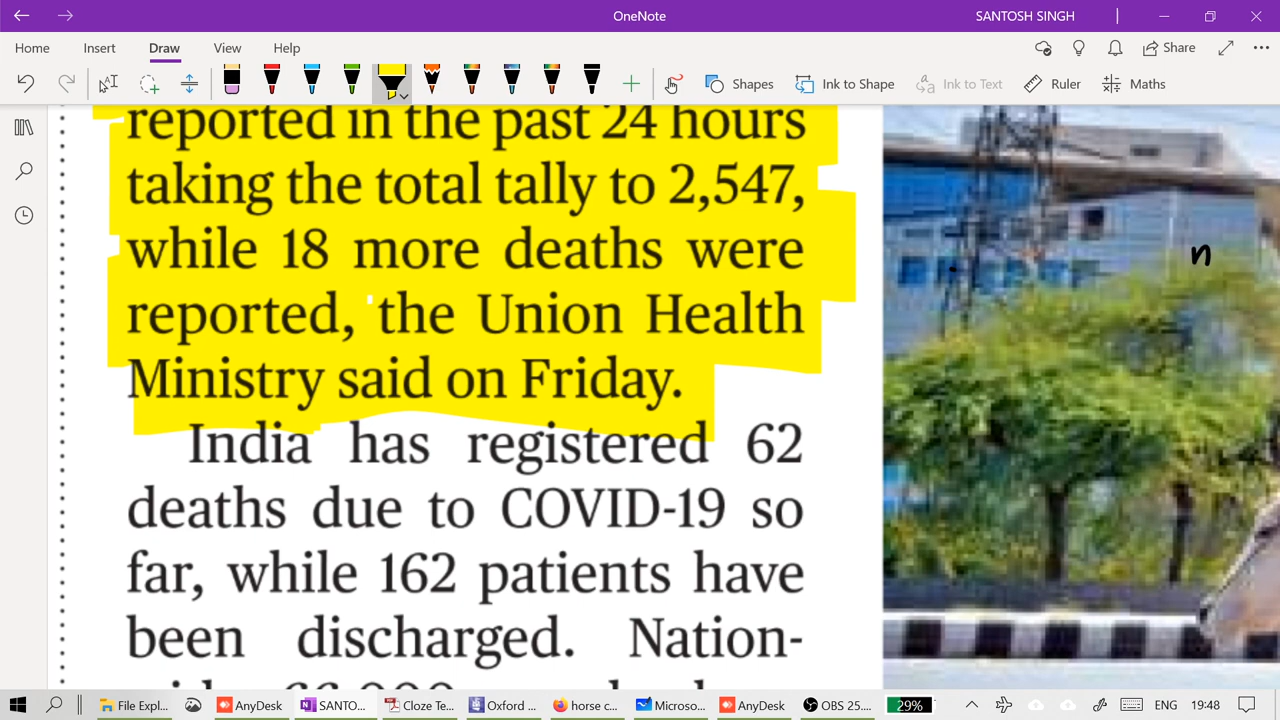 OneNote
SANTOSH SINGH
Home Insert Draw View Help
Share
Shapes
Ink to Shape
Ink to Text
Ruler
Maths
reported in the past 24 hours
taking the total tally to 2,547,
while 18 more deaths were
reported, the Union Health
Ministry said on Friday.
India has registered 62
deaths due to COVID-19 so
far, while 162 patients have
been discharged. Nation-
n
File Expl...
AnyDesk
SANTO...
Cloze Te...
Oxford ...
horse c...
Microso...
AnyDesk
OBS 25....
29%
ENG
19:48